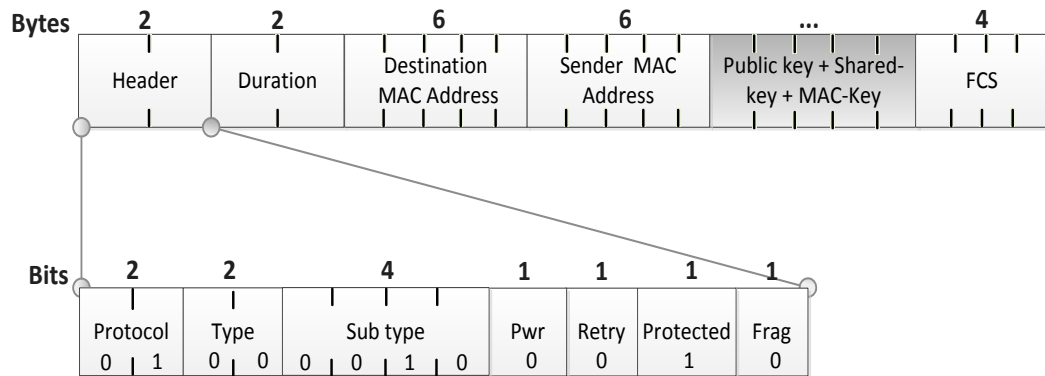 Bytes 2 2 6 6 ... 4
Header Duration Destination MAC Address Sender MAC Address Public key + Shared-key + MAC-Key FCS
Bits 2 2 4 1 1 1 1
Protocol Type Sub type Pwr Retry Protected Frag
0 1 0 0 0 0 1 0 0 0 1 0